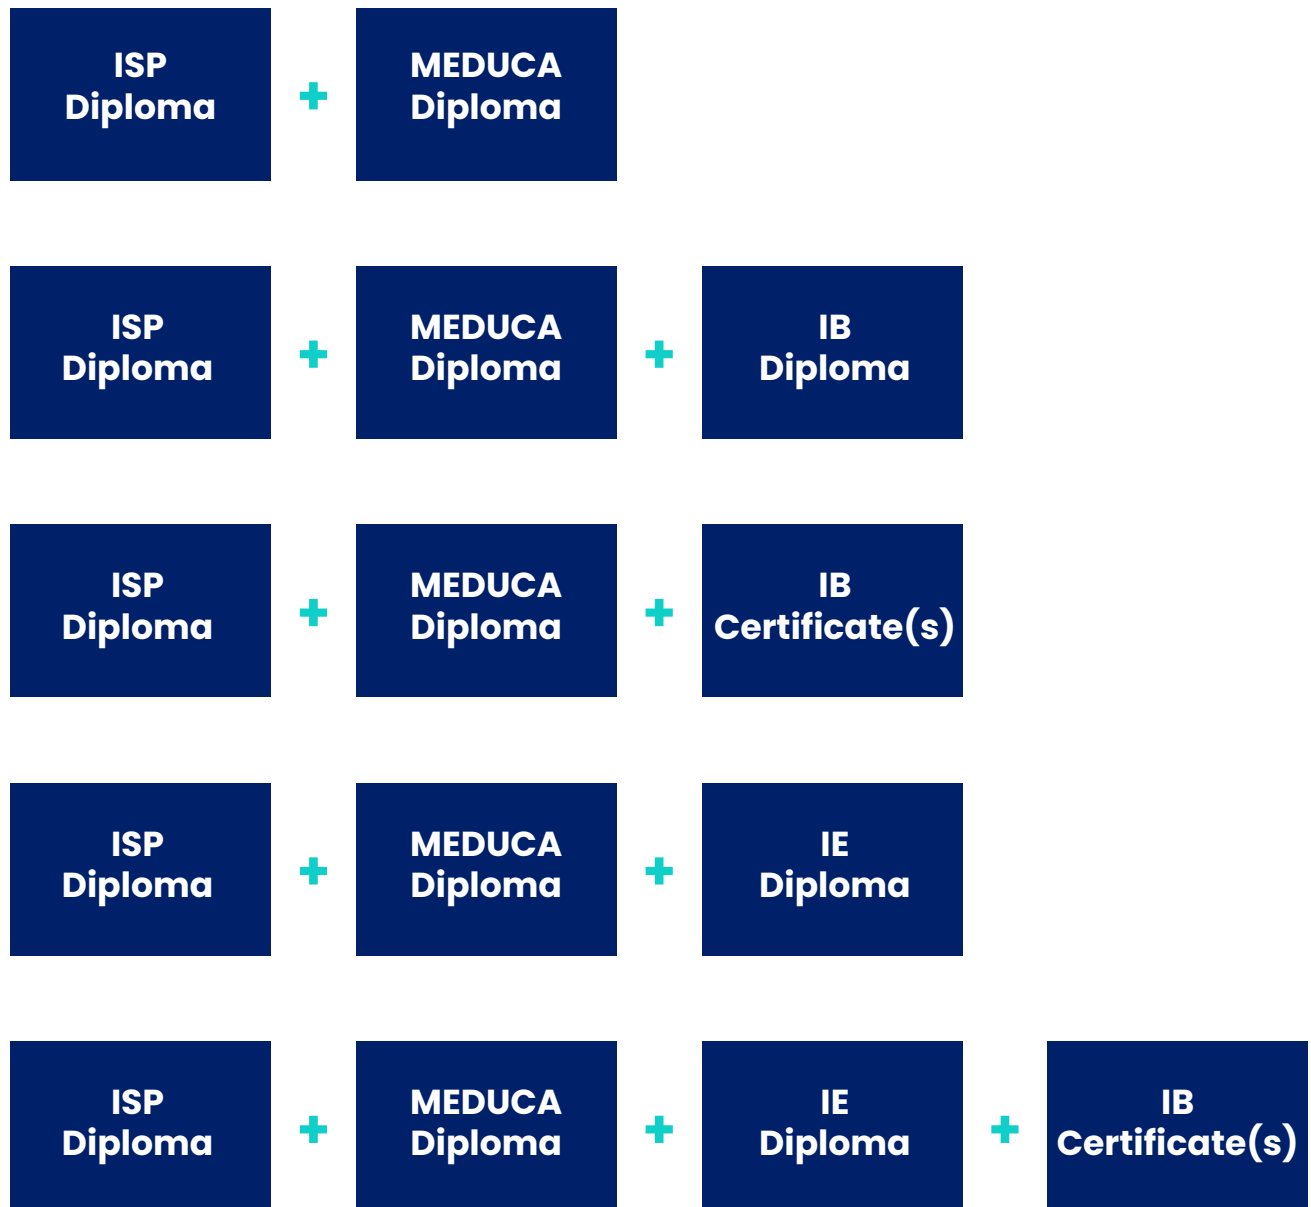 ISP
Diploma
+
MEDUCA
Diploma
ISP
Diploma
+
MEDUCA
Diploma
+
IB
Diploma
ISP
Diploma
+
MEDUCA
Diploma
+
IB
Certificate(s)
ISP
Diploma
+
MEDUCA
Diploma
+
IE
Diploma
ISP
Diploma
+
MEDUCA
Diploma
+
IE
Diploma
+
IB
Certificate(s)